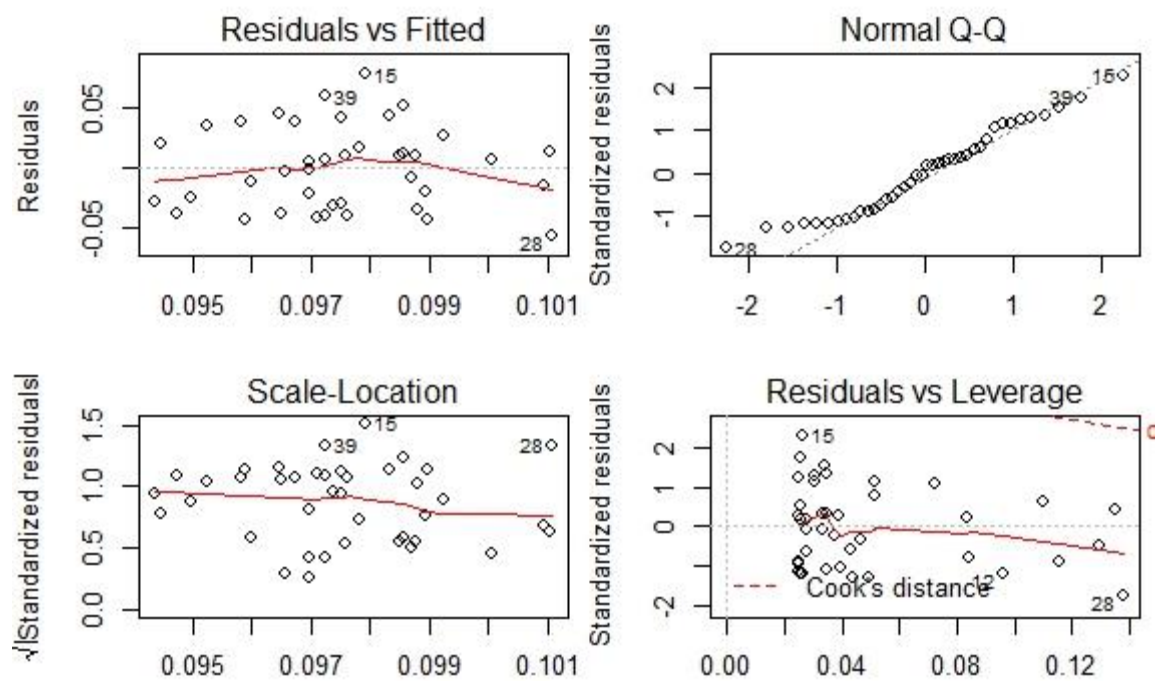 Residuals vs Fitted
Residuals
0.05
-0.05
15
39
28
0.095 0.097 0.099 0.101
Normal Q-Q
Standardized residuals
2
1
0
-1
15
39
28
-2 -1 0 1 2
Scale-Location
√|Standardized residuals|
1.5
1.0
0.5
0.0
15
39
28
0.095 0.097 0.099 0.101
Residuals vs Leverage
Standardized residuals
2
1
0
-2
15
12
28
Cook's distance
0.00 0.04 0.08 0.12